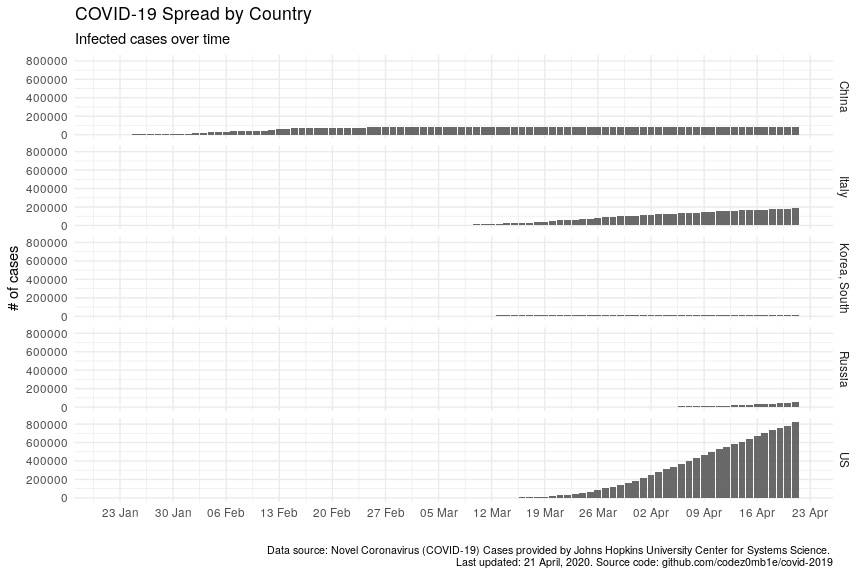 COVID-19 Spread by Country
Infected cases over time
# of cases
800000
600000
400000
200000
0
China
800000
600000
400000
200000
0
Italy
800000
600000
400000
200000
0
Korea, South
800000
600000
400000
200000
0
Russia
800000
600000
400000
200000
0
US
23 Jan 30 Jan 06 Feb 13 Feb 20 Feb 27 Feb 05 Mar 12 Mar 19 Mar 26 Mar 02 Apr 09 Apr 16 Apr 23 Apr
Data source: Novel Coronavirus (COVID-19) Cases provided by Johns Hopkins University Center for Systems Science.
Last updated: 21 April, 2020. Source code: github.com/codez0mb1e/covid-2019